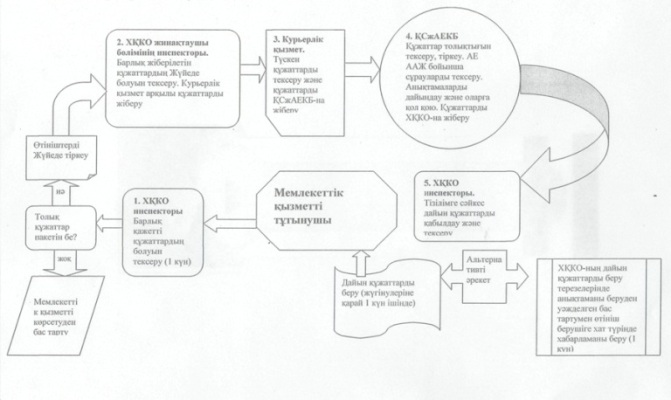 2. ХҚКО жинақтаушы
бөлімінің инспекторы.
Барлық жіберілетін
құжаттардың Жүйеде
болуын тексеру. Курьерлік
қызмет арқылы құжаттарды
жіберу
3. Курьерлік
қызмет.
Түскен
құжаттарды
тексеру және
құжаттарды
ҚСжАЕКБ-на
жіберу
4. ҚСжАЕКБ
Құжаттар толықтығын
тексеру, тіркеу. АЕ
ААЖ бойынша
сұрауларды тексеру.
Анықтамаларды
дайындау және оларға
қол қою. Құжаттарды
ХҚКО-на жіберу
Өтініштерді
Жүйеде тіркеу
иә
Толық
құжаттар
пакетін бе?
жоқ
Мемлекетті
к қызметті
көрсетуден
бас тарту
1. ХҚКО
инспекторы
Барлық
қажетті
құжаттардың
болуын
тексеру (1 күн)
Мемлекеттік
қызметті
тұтынушы
5. ХҚКО
инспекторы.
Тізілімге сәйкес
дайын құжаттарды
қабылдау және
тексеру
Дайын құжаттарды
беру (жүгінулеріне
қарай 1 күн ішінде)
Альтерна
тивті
әрекет
ХҚКО-ның дайын
құжаттарды беру
терезелерінде
анықтаманы беруден
уәжделген бас
тартумен өтініш
берушіге хат түрінде
хабарламаны беру (1
күн)